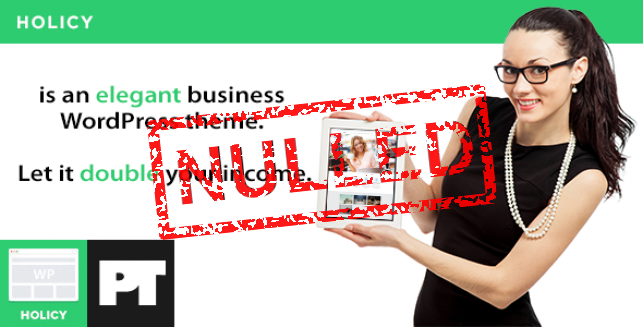 HOLICY
is an elegant business
WordPress theme.
NULLED
Let it double your income.
WP
HOLICY
PT